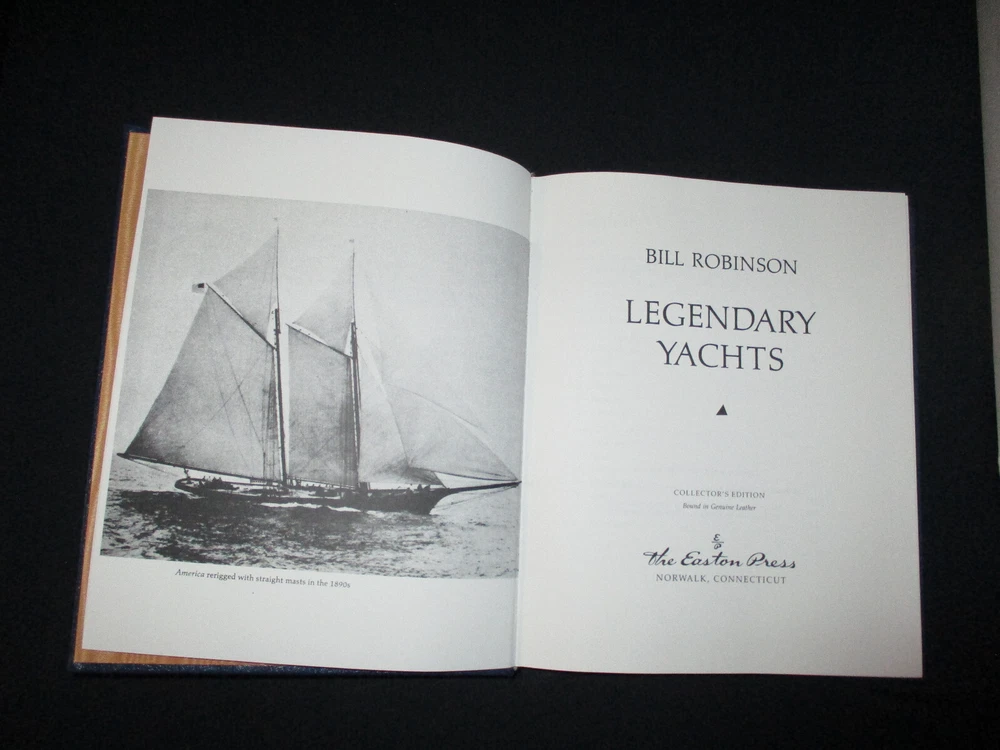 America rerigged with straight masts in the 1890s
BILL ROBINSON
LEGENDARY
YACHTS
COLLECTOR'S EDITION
Bound in Genuine Leather
E/P
The Easton Press
NORWALK, CONNECTICUT